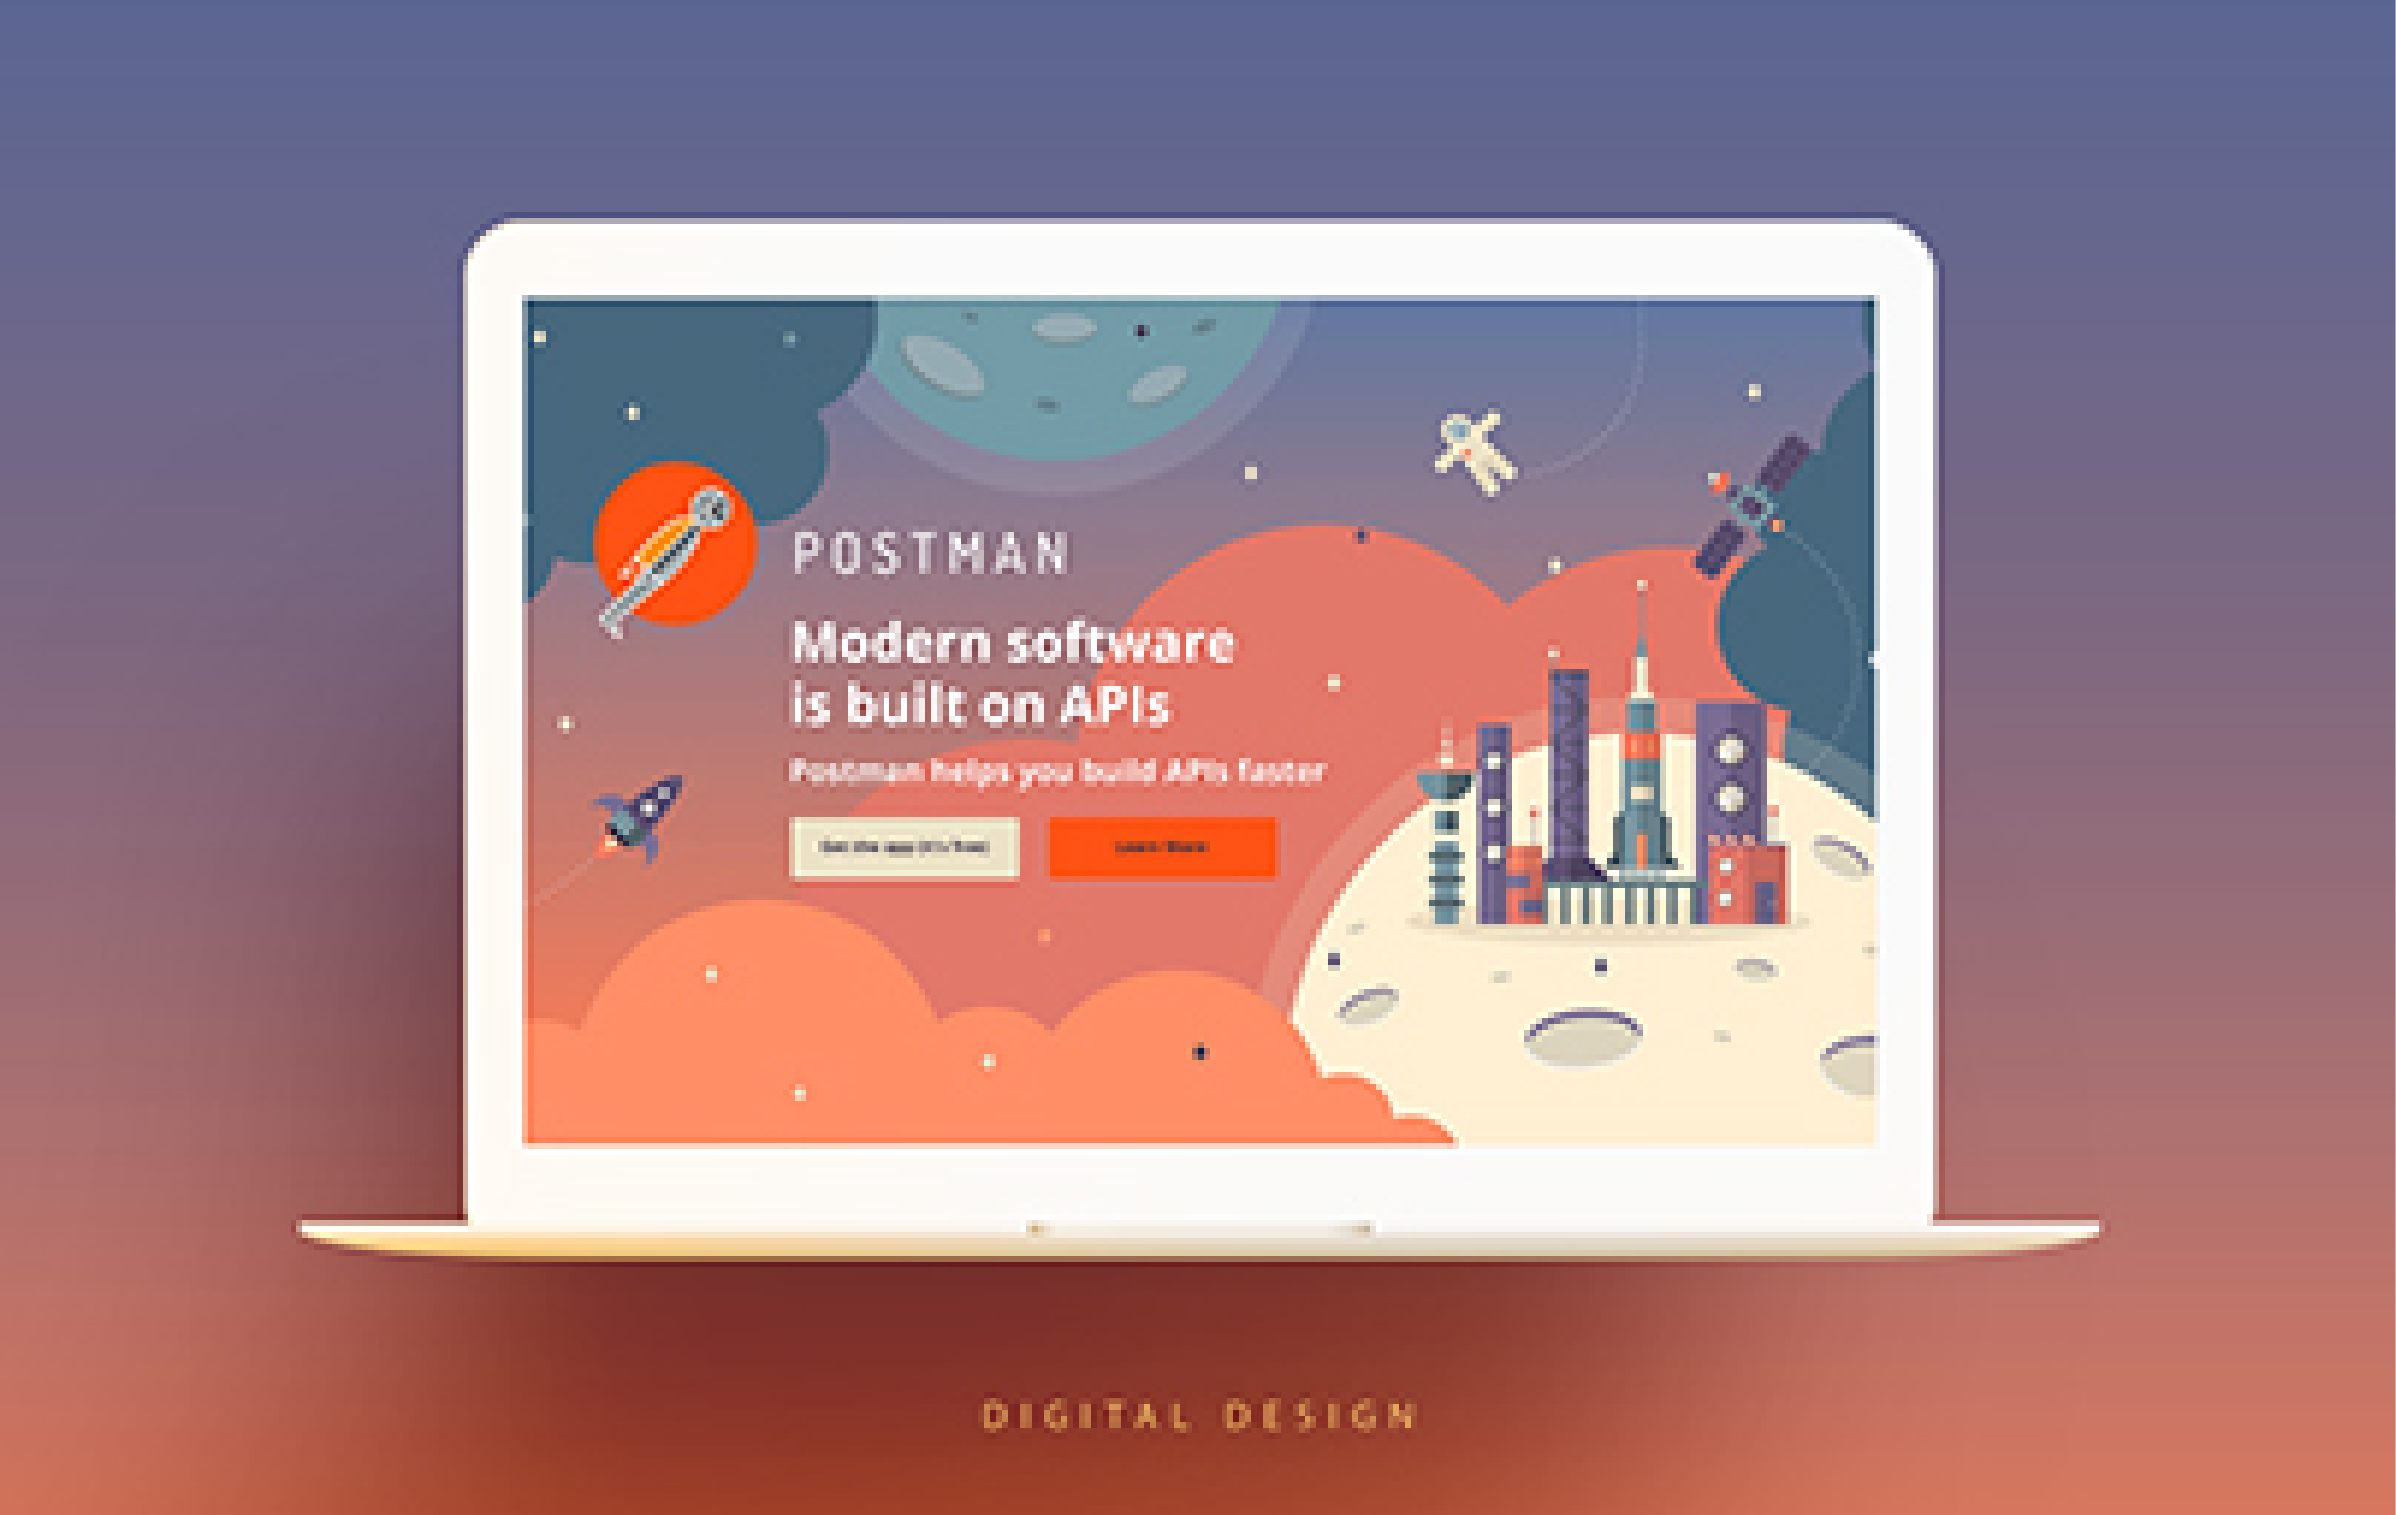 POSTMAN
Modern software
is built on APIs
Postman helps you build APIs faster
Get the app (It's free)
Learn More
DIGITAL DESIGN